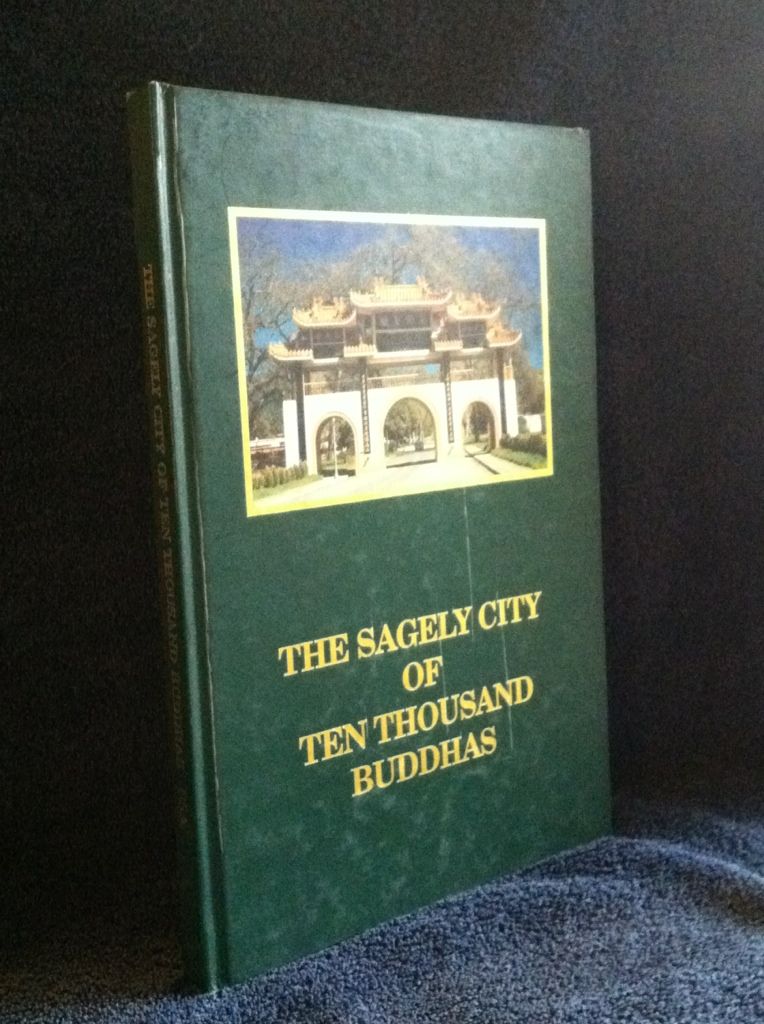 THE SAGELY CITY
OF
TEN THOUSAND
BUDDHAS
THE SAGELY CITY OF TEN THOUSAND BUDDHAS